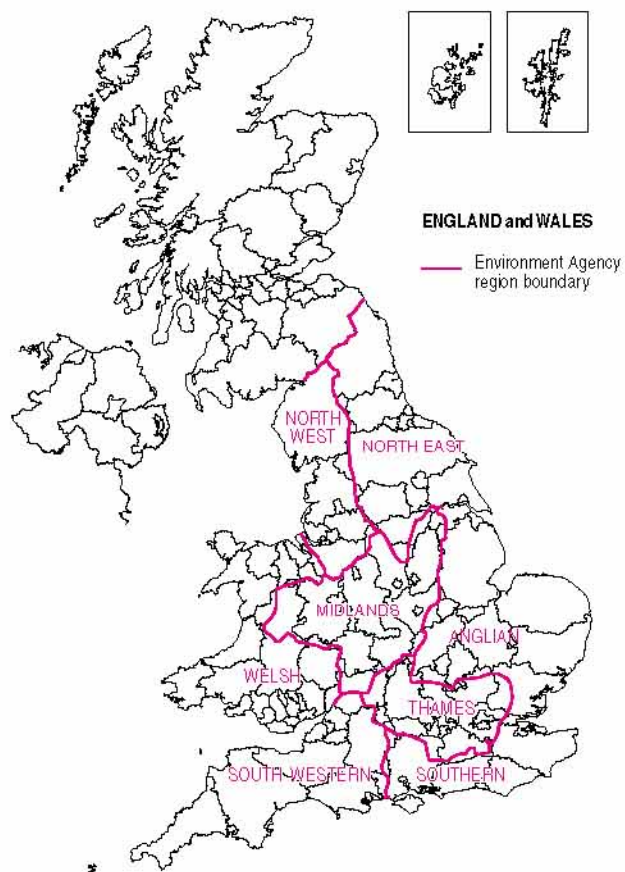 ENGLAND and WALES
Environment Agency
region boundary
NORTH
WEST
NORTH EAST
MIDLANDS
ANGLIAN
WELSH
THAMES
SOUTH WESTERN
SOUTHERN